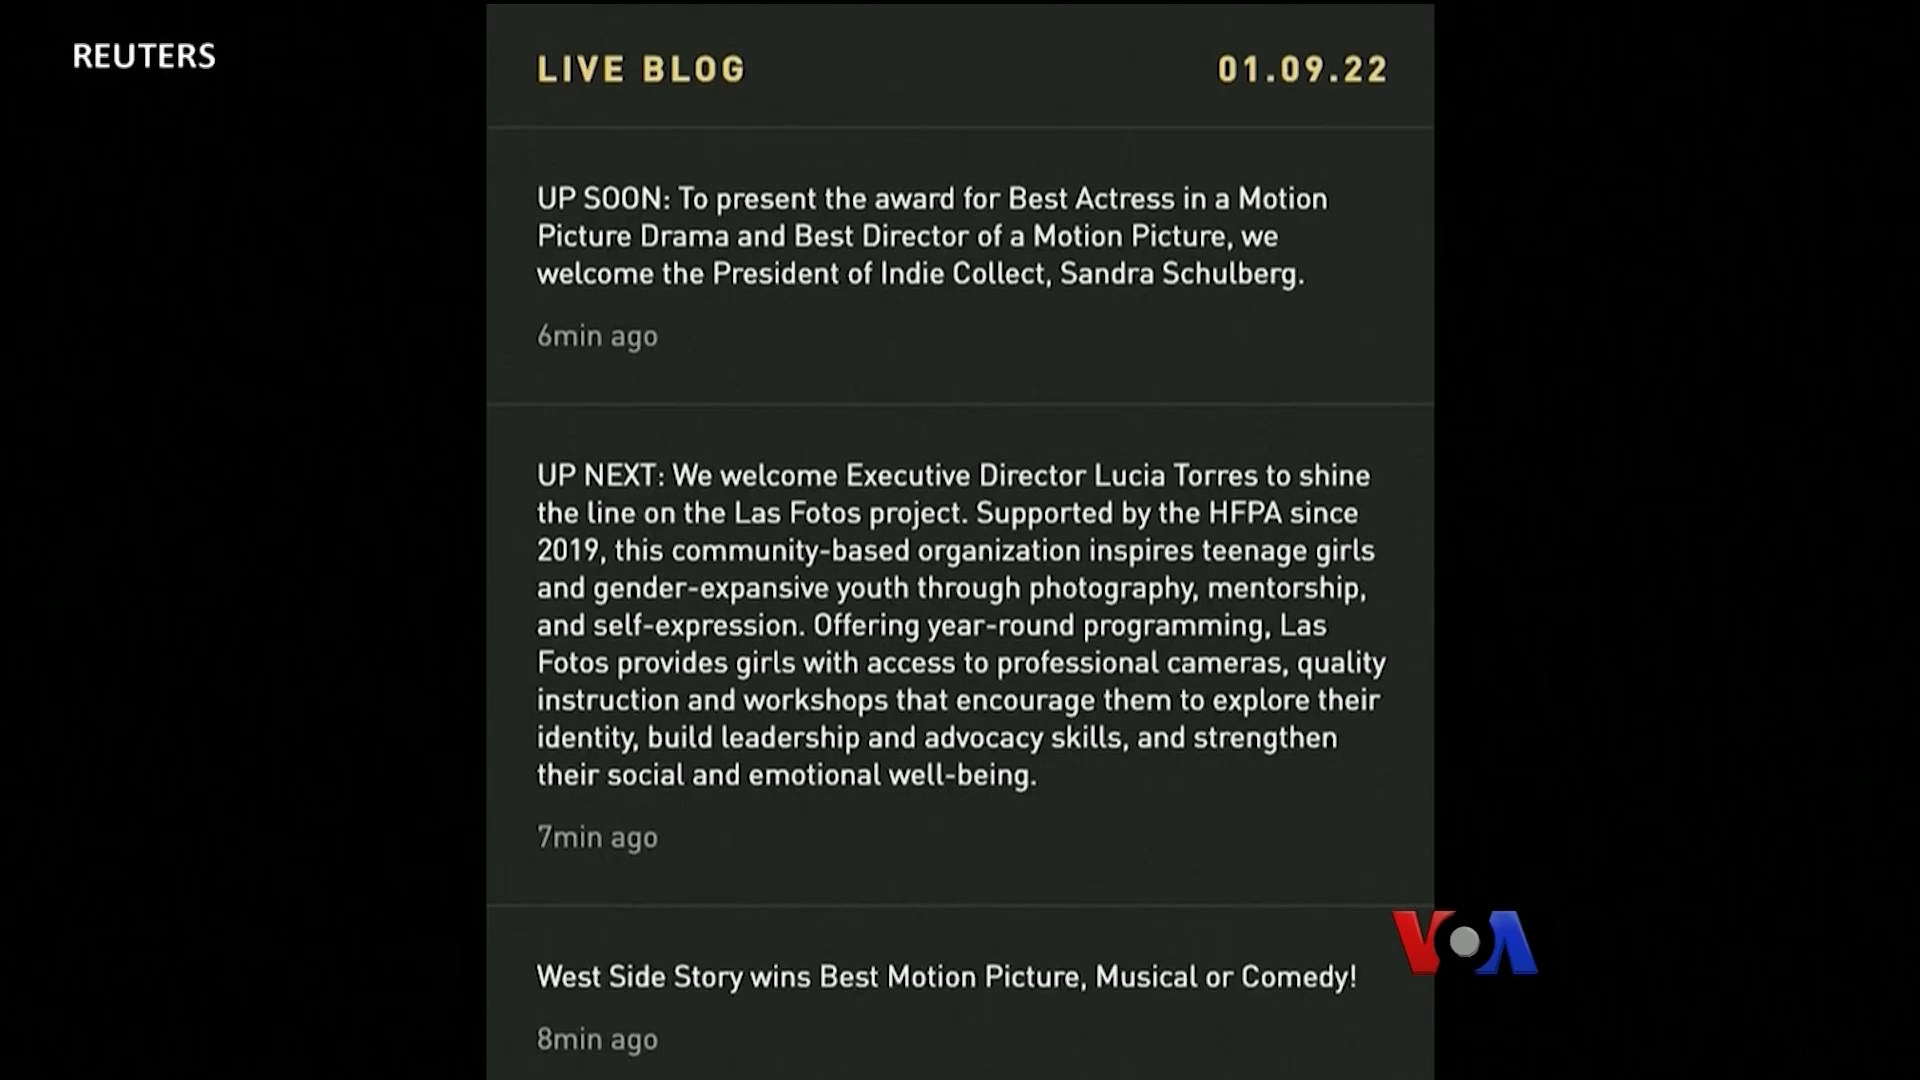 REUTERS
LIVE BLOG 01.09.22
UP SOON: To present the award for Best Actress in a Motion
Picture Drama and Best Director of a Motion Picture, we
welcome the President of Indie Collect, Sandra Schulberg.
6min ago
UP NEXT: We welcome Executive Director Lucia Torres to shine
the line on the Las Fotos project. Supported by the HFPA since
2019, this community-based organization inspires teenage girls
and gender-expansive youth through photography, mentorship,
and self-expression. Offering year-round programming, Las
Fotos provides girls with access to professional cameras, quality
instruction and workshops that encourage them to explore their
identity, build leadership and advocacy skills, and strengthen
their social and emotional well-being.
7min ago
West Side Story wins Best Motion Picture, Musical or Comedy!
8min ago
VOA